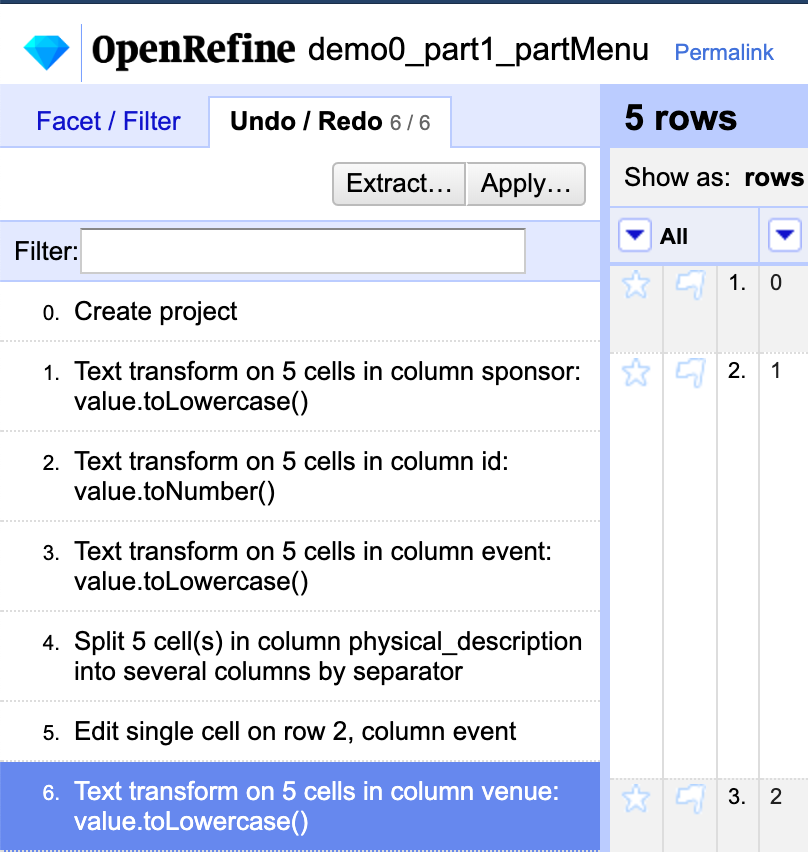 OpenRefine demo0_part1_partMenu Permalink
Facet / Filter Undo / Redo 6 / 6
Extract... Apply...
Filter:
0. Create project
1. Text transform on 5 cells in column sponsor:
value.toLowercase()
2. Text transform on 5 cells in column id:
value.toNumber()
3. Text transform on 5 cells in column event:
value.toLowercase()
4. Split 5 cell(s) in column physical_description
into several columns by separator
5. Edit single cell on row 2, column event
6. Text transform on 5 cells in column venue:
value.toLowercase()
5 rows
Show as: rows
All
1. 0
2. 1
3. 2